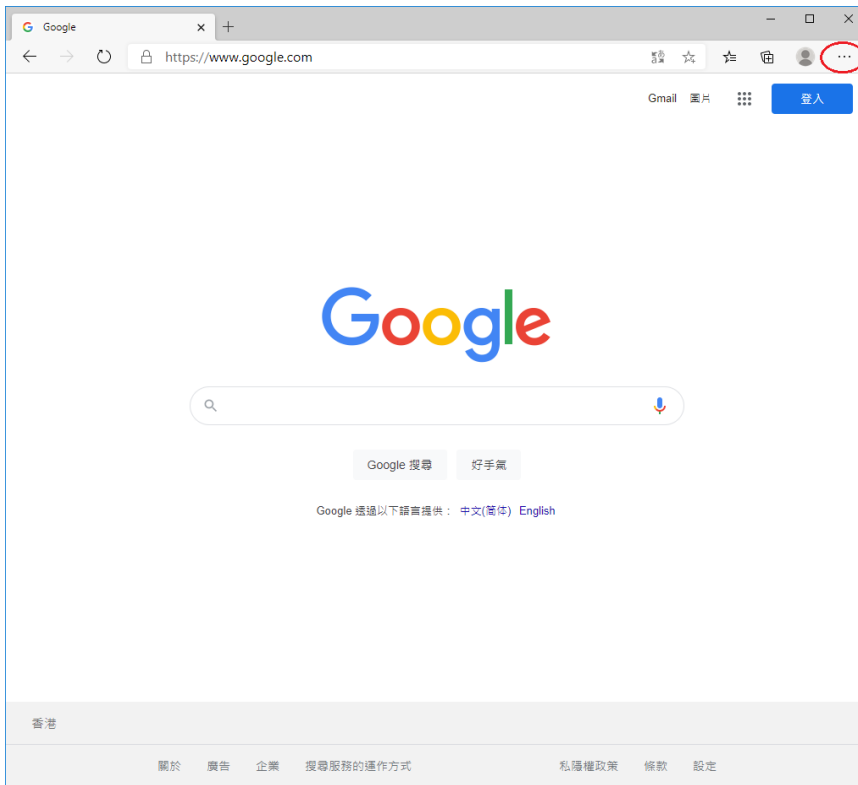 Google
https://www.google.com
Gmail 圖片 登入
Google
Google 搜尋 好手氣
Google 透過以下語言提供： 中文(简体) English
香港
關於 廣告 企業 搜尋服務的運作方式 私隱權政策 條款 設定